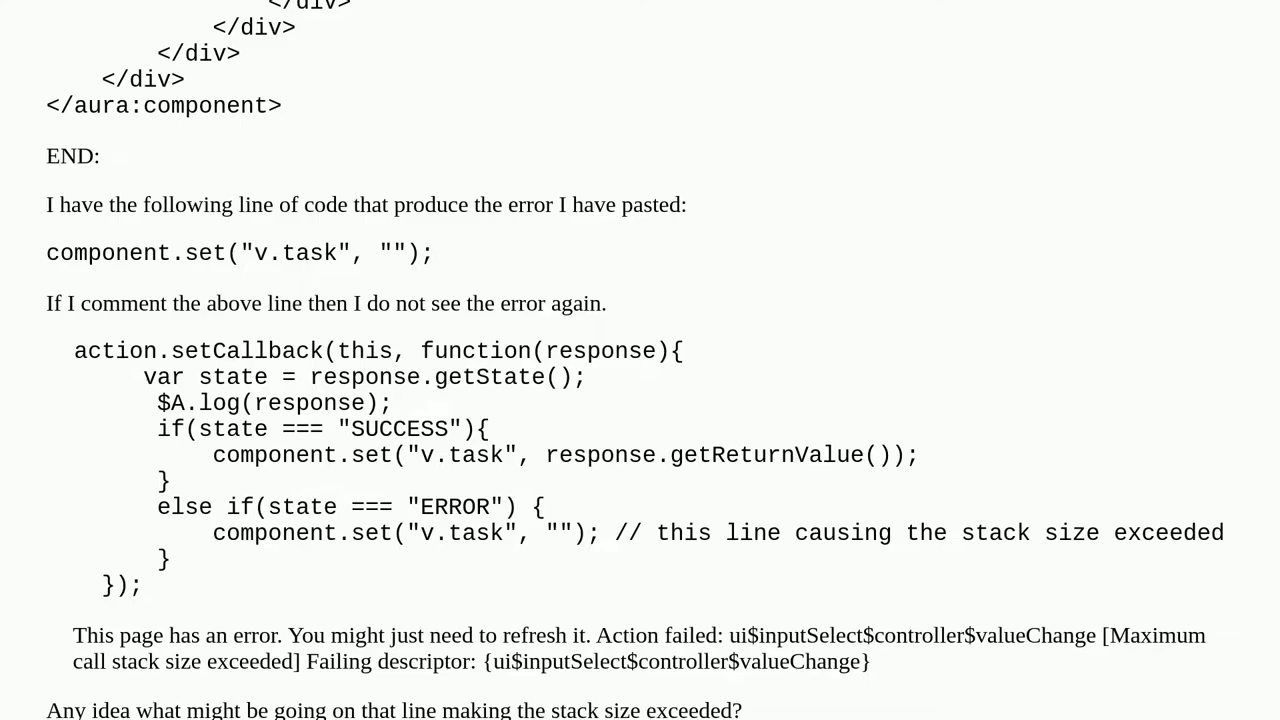 </div>
</div>
</div>
</div>
</aura:component>
END:
I have the following line of code that produce the error I have pasted:
component.set("v.task", "");
If I comment the above line then I do not see the error again.
action.setCallback(this, function(response){
var state = response.getState();
$A.log(response);
if(state === "SUCCESS"){
component.set("v.task", response.getReturnValue());
}
else if(state === "ERROR") {
component.set("v.task", ""); // this line causing the stack size exceeded
}
});
This page has an error. You might just need to refresh it. Action failed: ui$inputSelect$controller$valueChange [Maximum
call stack size exceeded] Failing descriptor: {ui$inputSelect$controller$valueChange}
Any idea what might be going on that line making the stack size exceeded?